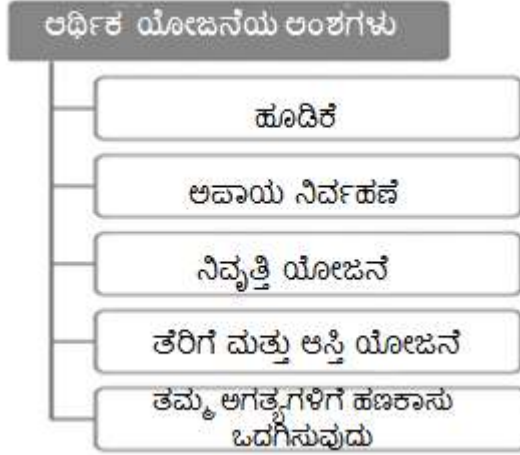 ಆರ್ಥಿಕ ಯೋಜನೆಯ ಅಂಶಗಳು
ಹೂಡಿಕೆ
ಅಪಾಯ ನಿರ್ವಹಣೆ
ನಿವೃತ್ತಿ ಯೋಜನೆ
ತೆರಿಗೆ ಮತ್ತು ಆಸ್ತಿ ಯೋಜನೆ
ತಮ್ಮ ಅಗತ್ಯಗಳಿಗೆ ಹಣಕಾಸು
ಒದಗಿಸುವುದು